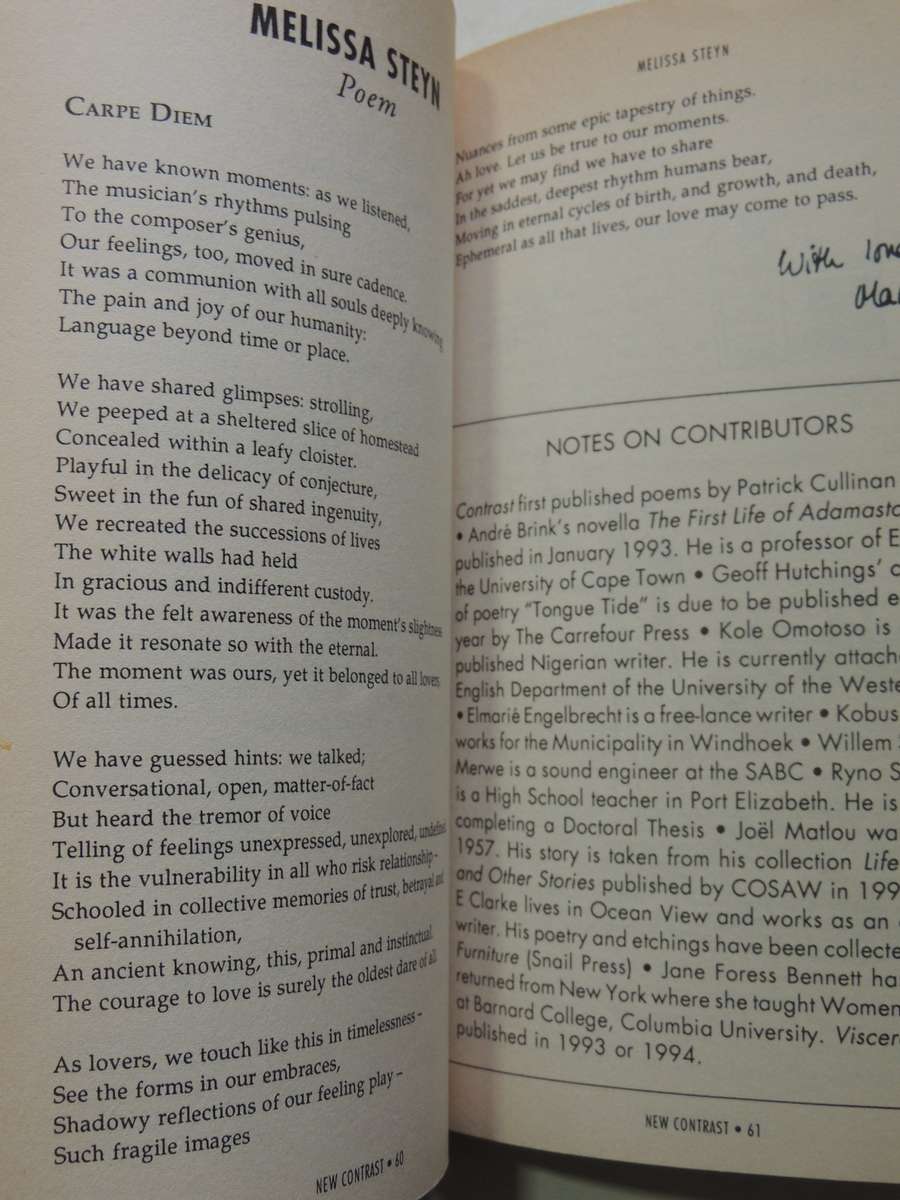 MELISSA STEYN
Poem
CARPE DIEM
We have known moments: as we listened,
The musician's rhythms pulsing
To the composer's genius,
Our feelings, too, moved in sure cadence.
It was a communion with all souls deeply knowing
The pain and joy of our humanity:
Language beyond time or place.
We have shared glimpses: strolling,
We peeped at a sheltered slice of homestead
Concealed within a leafy cloister.
Playful in the delicacy of conjecture,
Sweet in the fun of shared ingenuity,
We recreated the successions of lives
The white walls had held
In gracious and indifferent custody.
It was the felt awareness of the moment's slightness
Made it resonate so with the eternal.
The moment was ours, yet it belonged to all lovers
Of all times.
We have guessed hints: we talked;
Conversational, open, matter-of-fact
But heard the tremor of voice
Telling of feelings unexpressed, unexplored,
It is the vulnerability in all who risk relationship-
Schooled in collective memories of trust, betrayal and
self-annihilation,
An ancient knowing, this, primal and instinctual.
The courage to love is surely the oldest dare of all.
As lovers, we touch like this in timelessness –
See the forms in our embraces,
Shadowy reflections of our feeling play –
Such fragile images
NEW CONTRAST • 60
MELISSA STEYN
Nuances from some epic tapestry of things.
Ah love. Let us be true to our moments.
For yet we may find we have to share
In the saddest, deepest rhythm humans bear,
Moving in eternal cycles of birth, and growth, and death,
Ephemeral as all that lives, our love may come to pass.
With
NOTES ON CONTRIBUTORS
Contrast first published poems by Patrick Cullinan
• André Brink's novella The First Life of Adamasto
published in January 1993. He is a professor of E
the University of Cape Town • Geoff Hutchings' c
of poetry "Tongue Tide" is due to be published e
year by The Carrefour Press • Kole Omotoso is
published Nigerian writer. He is currently attach
English Department of the University of the Weste
• Elmarié Engelbrecht is a free-lance writer • Kobus
works for the Municipality in Windhoek • Willem
Merwe is a sound engineer at the SABC • Ryno S
is a High School teacher in Port Elizabeth. He is
completing a Doctoral Thesis • Joël Matlou wa
1957. His story is taken from his collection Life
and Other Stories published by COSAW in 199
E Clarke lives in Ocean View and works as an
writer. His poetry and etchings have been collecte
Furniture (Snail Press) • Jane Foress Bennett ha
returned from New York where she taught Women
at Barnard College, Columbia University. Viscer
published in 1993 or 1994.
NEW CONTRAST • 61